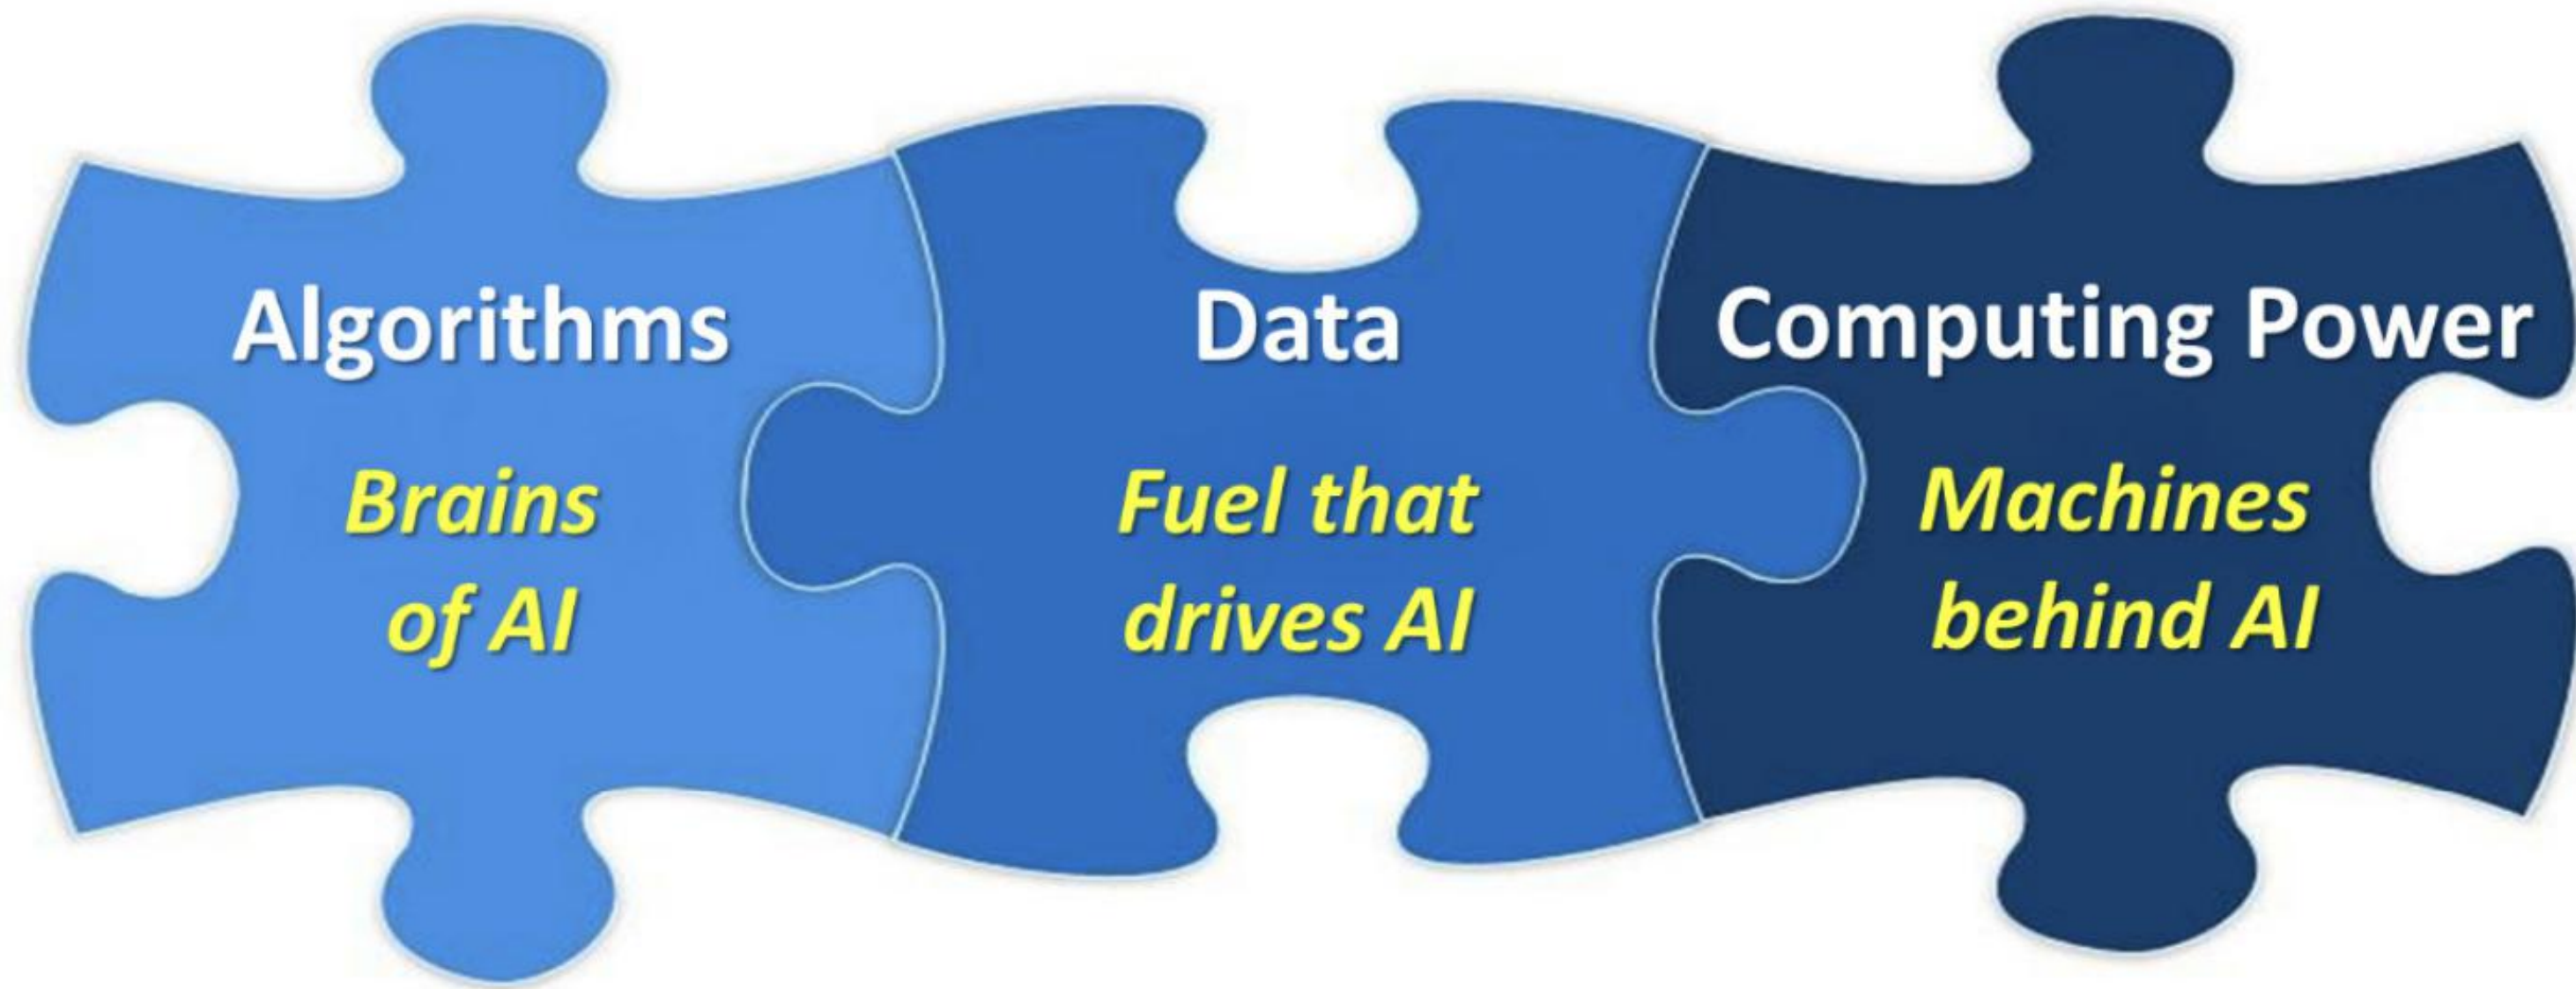 Algorithms
Brains
of AI
Data
Fuel that
drives AI
Computing Power
Machines
behind AI